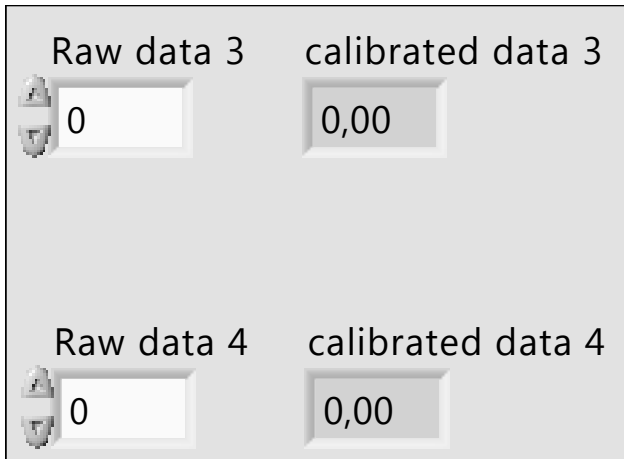 Raw data 3 calibrated data 3
0 0,00
Raw data 4 calibrated data 4
0 0,00